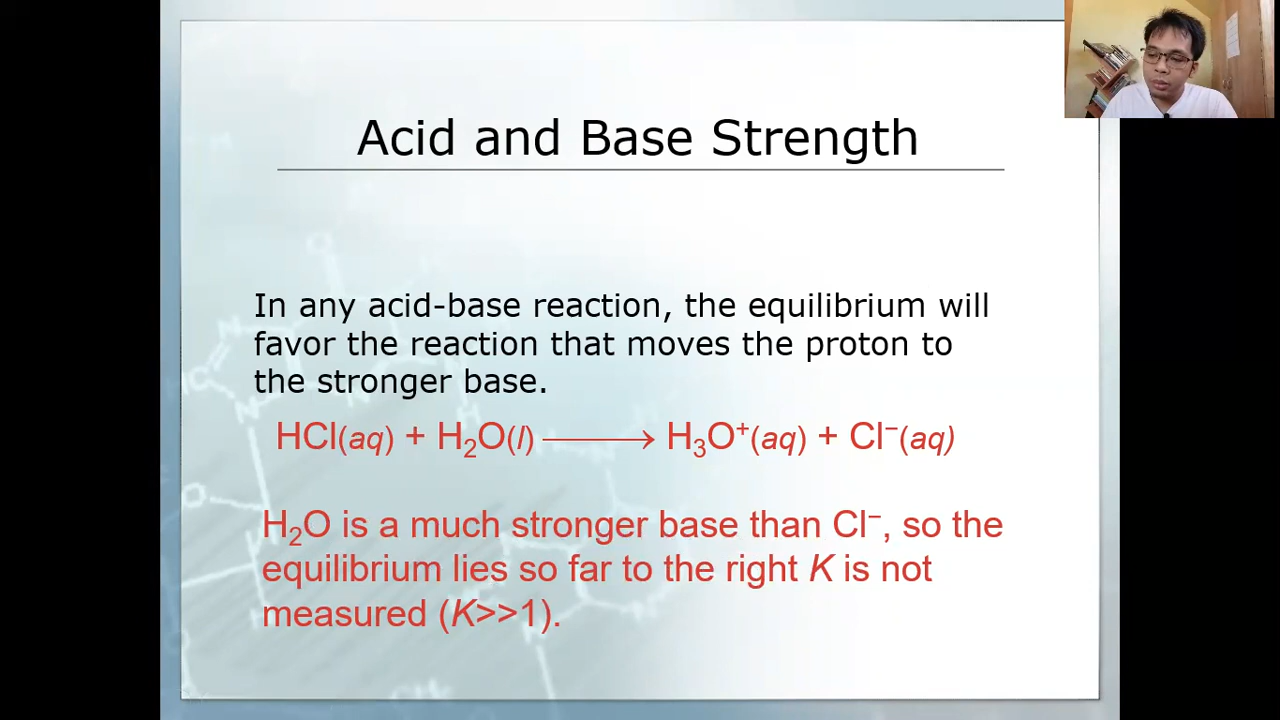 Acid and Base Strength
In any acid-base reaction, the equilibrium will
favor the reaction that moves the proton to
the stronger base.
HCl(aq) + H₂O(l) ⟶ H₃O⁺(aq) + Cl⁻(aq)
H₂O is a much stronger base than Cl⁻, so the
equilibrium lies so far to the right K is not
measured (K>>1).